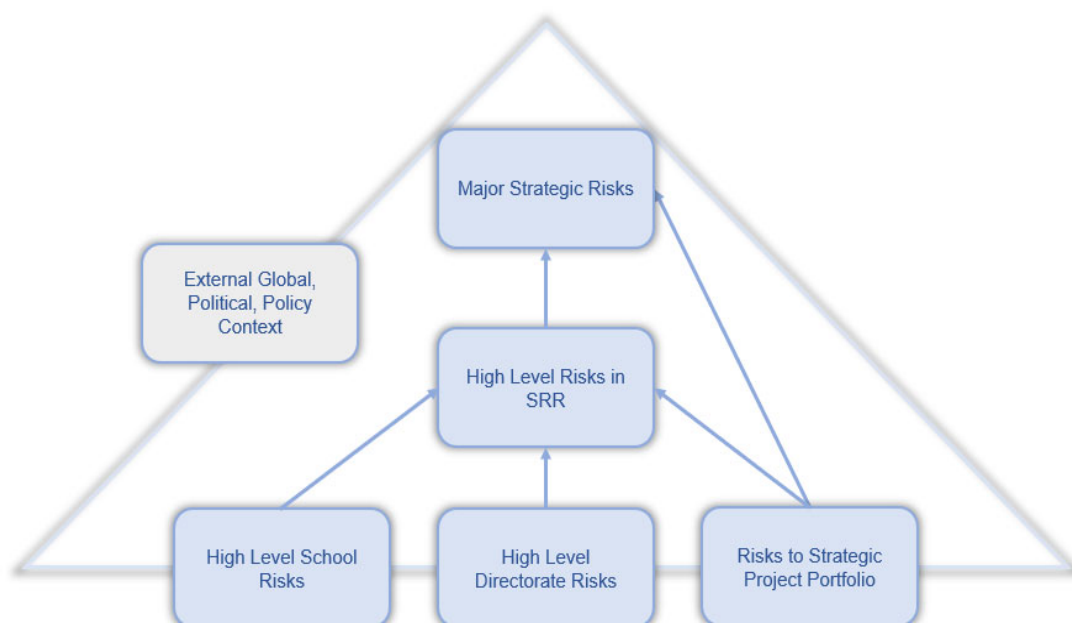 Major Strategic Risks
External Global,
Political, Policy
Context
High Level Risks in
SRR
High Level School
Risks
High Level
Directorate Risks
Risks to Strategic
Project Portfolio